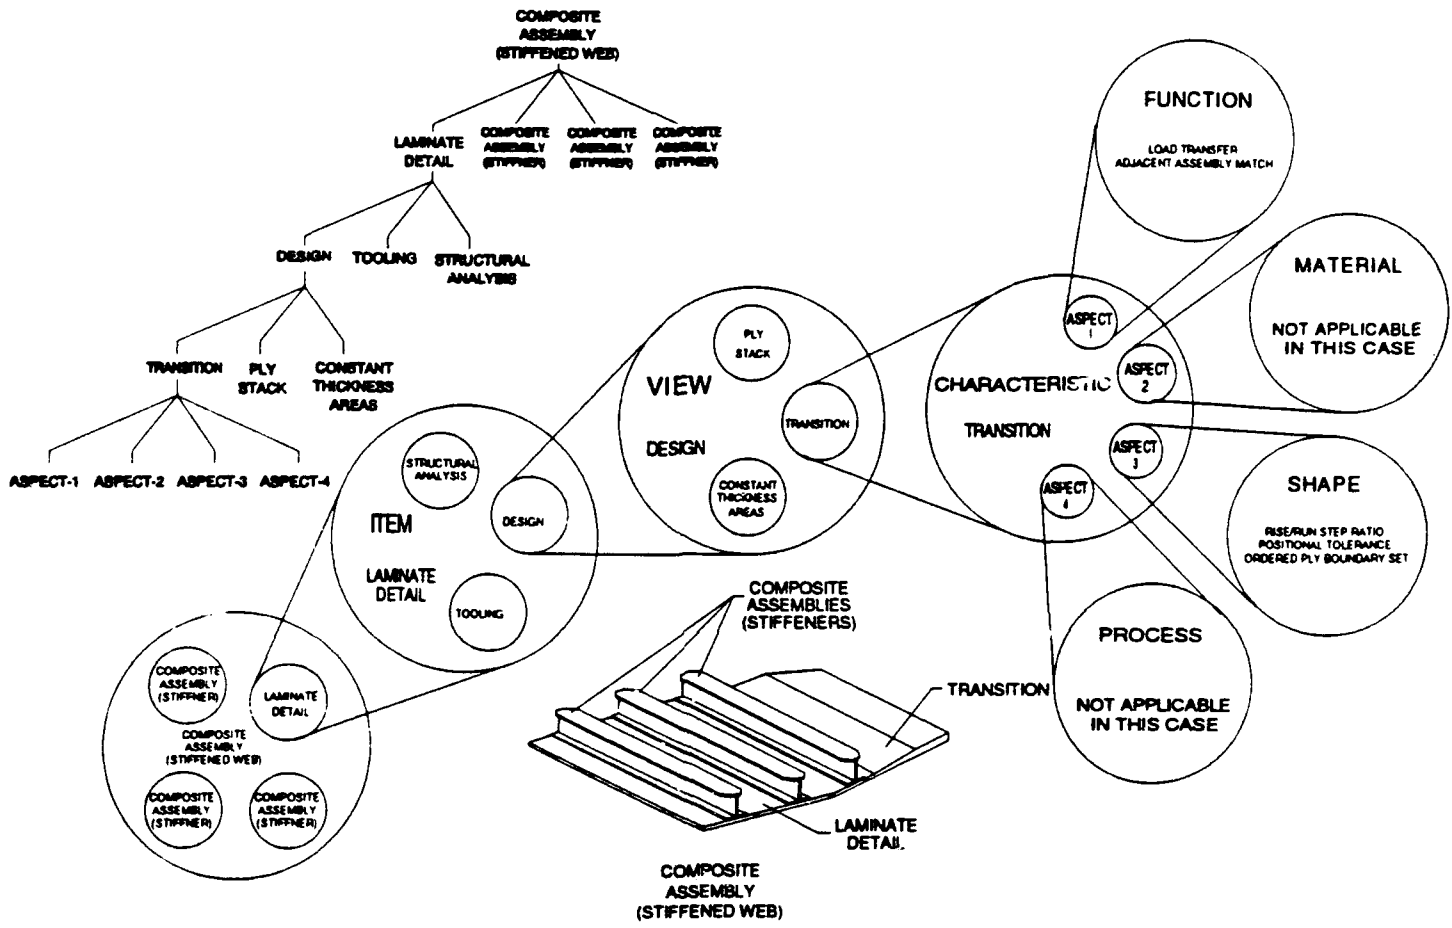 COMPOSITE
ASSEMBLY
(STIFFENED WEB)
LAMINATE
DETAIL
COMPOSITE
ASSEMBLY
(STIFFENER)
COMPOSITE
ASSEMBLY
(STIFFENER)
COMPOSITE
ASSEMBLY
(STIFFENER)
DESIGN
TOOLING
STRUCTURAL
ANALYSIS
TRANSITION
PLY
STACK
CONSTANT
THICKNESS
AREAS
ASPECT-1
ASPECT-2
ASPECT-3
ASPECT-4
COMPOSITE
ASSEMBLY
(STIFFENER)
LAMINATE
DETAIL
COMPOSITE
ASSEMBLY
(STIFFENED WEB)
COMPOSITE
ASSEMBLY
(STIFFENER)
COMPOSITE
ASSEMBLY
(STIFFENER)
STRUCTURAL
ANALYSIS
ITEM
DESIGN
LAMINATE
DETAIL
TOOLING
PLY
STACK
VIEW
TRANSITION
DESIGN
CONSTANT
THICKNESS
AREAS
ASPECT
1
ASPECT
2
CHARACTERISTIC
TRANSITION
ASPECT
3
ASPECT
4
FUNCTION
LOAD TRANSFER
ADJACENT ASSEMBLY MATCH
MATERIAL
NOT APPLICABLE
IN THIS CASE
SHAPE
RISE/RUN STEP RATIO
POSITIONAL TOLERANCE
ORDERED PLY BOUNDARY SET
PROCESS
NOT APPLICABLE
IN THIS CASE
COMPOSITE
ASSEMBLIES
(STIFFENERS)
TRANSITION
LAMINATE
DETAIL
COMPOSITE
ASSEMBLY
(STIFFENED WEB)